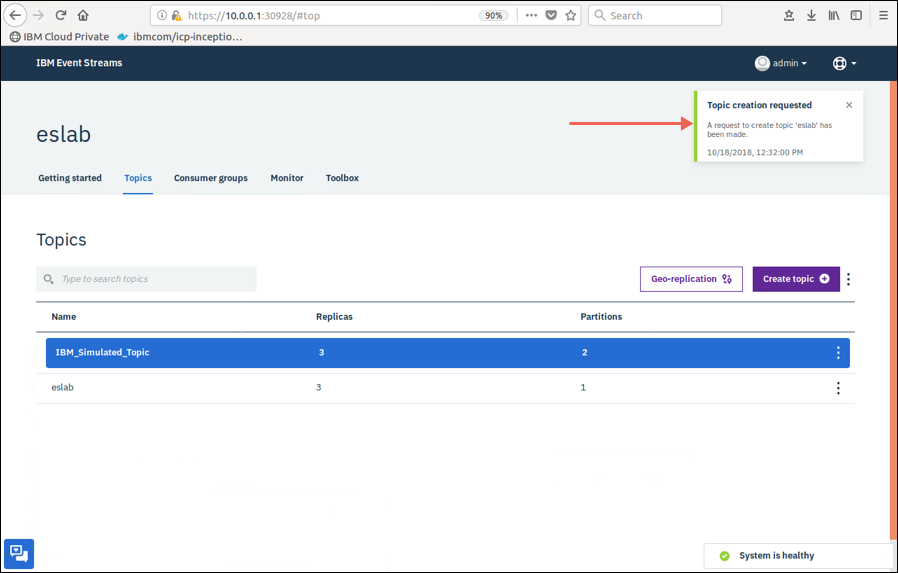 https://10.0.0.1:30928/#top
90%
Search
IBM Cloud Private
ibmcom/icp-inceptio…
IBM Event Streams
admin
Topic creation requested
A request to create topic 'eslab' has
been made.
10/18/2018, 12:32:00 PM
eslab
Getting started Topics Consumer groups Monitor Toolbox
Topics
Type to search topics
Geo-replication
Create topic
Name Replicas Partitions
IBM_Simulated_Topic 3 2
eslab 3 1
System is healthy